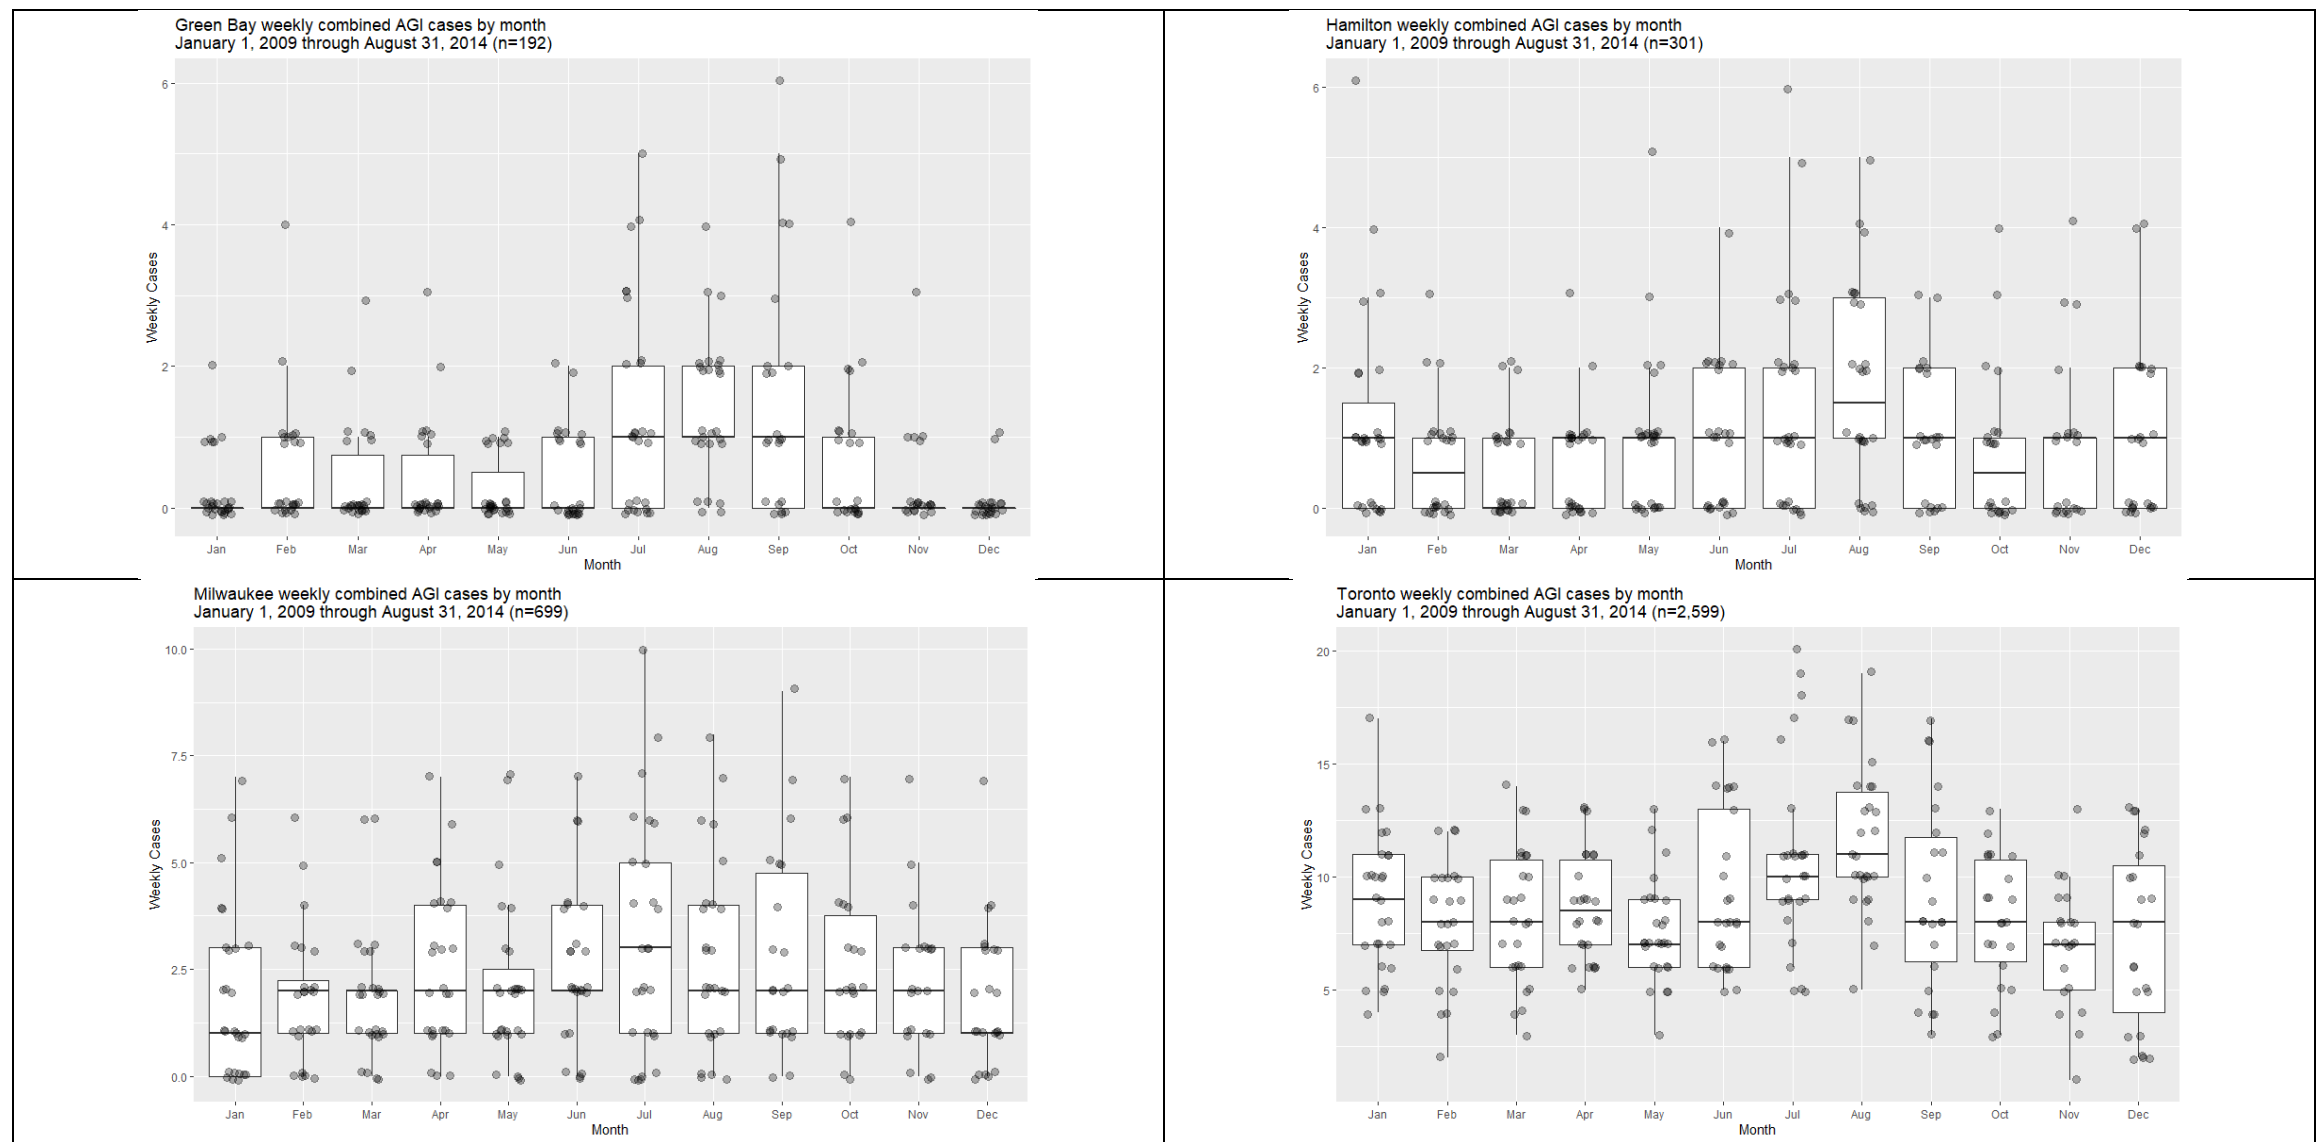 Green Bay weekly combined AGI cases by month
January 1, 2009 through August 31, 2014 (n=192)
6
4
2
0
Weekly Cases
Jan Feb Mar Apr May Jun Jul Aug Sep Oct Nov Dec
Month
Hamilton weekly combined AGI cases by month
January 1, 2009 through August 31, 2014 (n=301)
6
4
2
0
Weekly Cases
Jan Feb Mar Apr May Jun Jul Aug Sep Oct Nov Dec
Month
Milwaukee weekly combined AGI cases by month
January 1, 2009 through August 31, 2014 (n=699)
10.0
7.5
5.0
2.5
0.0
Weekly Cases
Jan Feb Mar Apr May Jun Jul Aug Sep Oct Nov Dec
Month
Toronto weekly combined AGI cases by month
January 1, 2009 through August 31, 2014 (n=2,599)
20
15
10
5
Weekly Cases
Jan Feb Mar Apr May Jun Jul Aug Sep Oct Nov Dec
Month